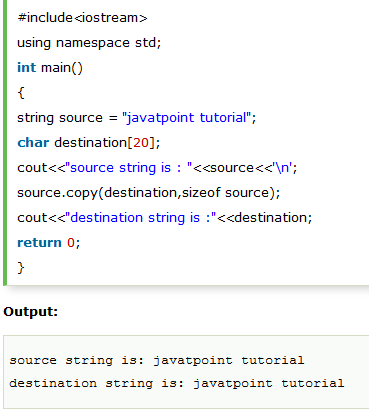 #include<iostream>
using namespace std;
int main()
{
string source = "javatpoint tutorial";
char destination[20];
cout<<"source string is : "<<source<<'\n';
source.copy(destination,sizeof source);
cout<<"destination string is :"<<destination;
return 0;
}
Output:
source string is: javatpoint tutorial
destination string is: javatpoint tutorial